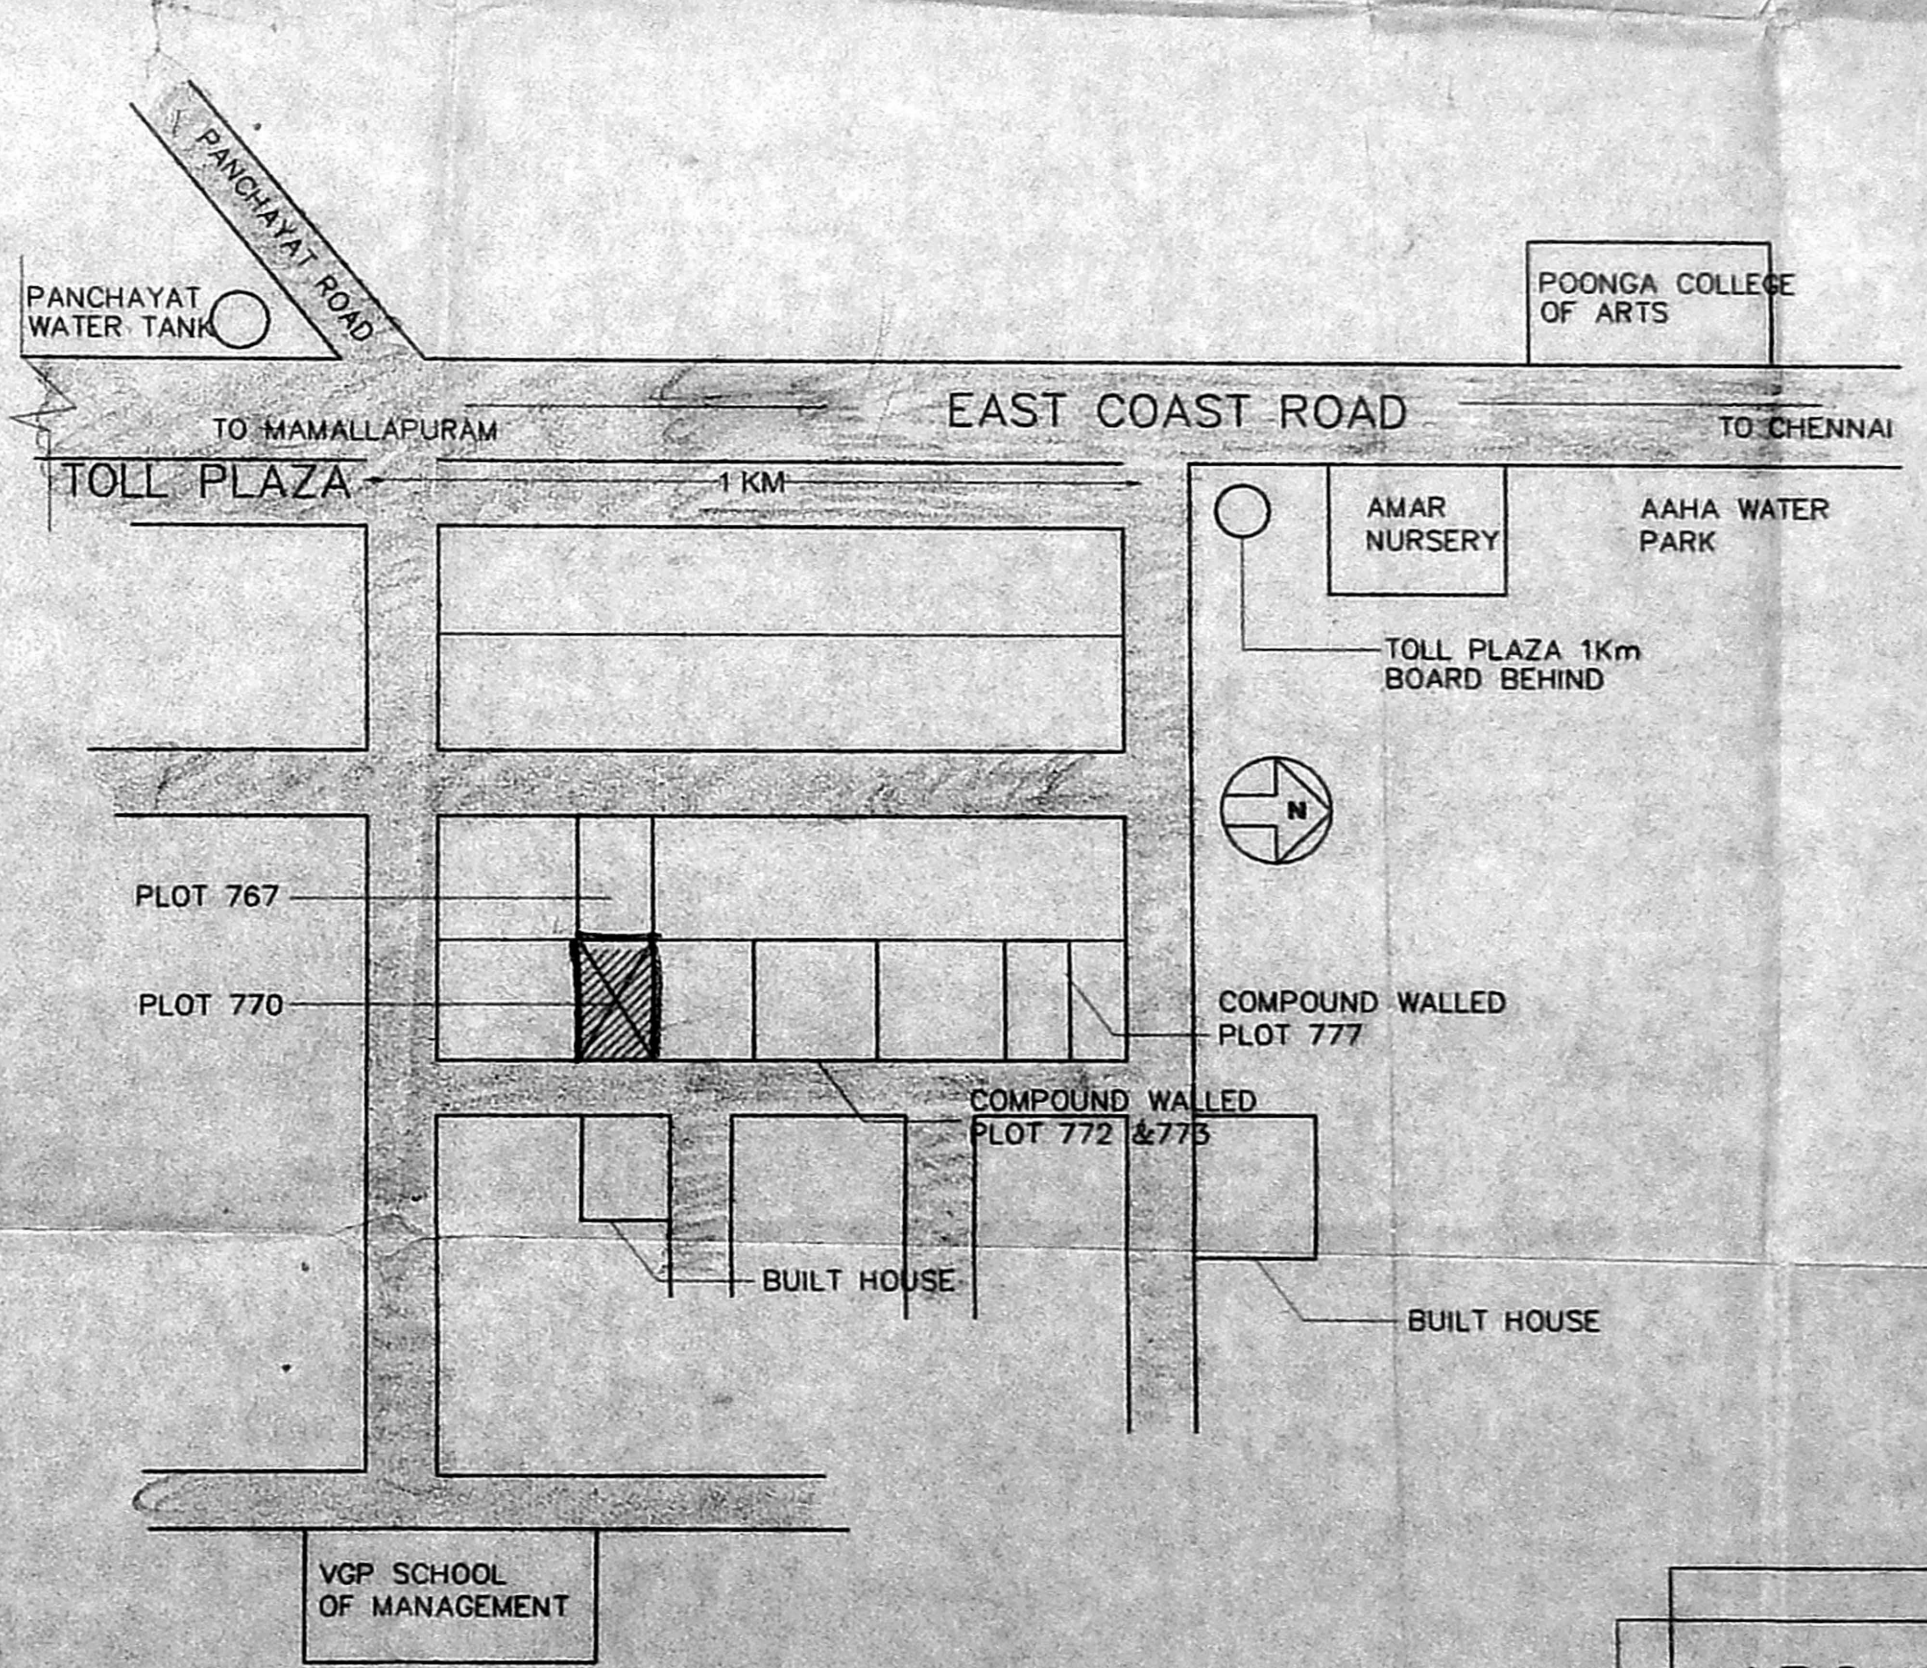 PANCHAYAT ROAD
PANCHAYAT
WATER TANK
POONGA COLLEGE
OF ARTS
EAST COAST ROAD
TO MAMALLAPURAM
TO CHENNAI
TOLL PLAZA
1 KM
AMAR
NURSERY
AAHA WATER
PARK
TOLL PLAZA 1Km
BOARD BEHIND
N
PLOT 767
PLOT 770
COMPOUND WALLED
PLOT 777
COMPOUND WALLED
PLOT 772 &773
BUILT HOUSE
BUILT HOUSE
VGP SCHOOL
OF MANAGEMENT